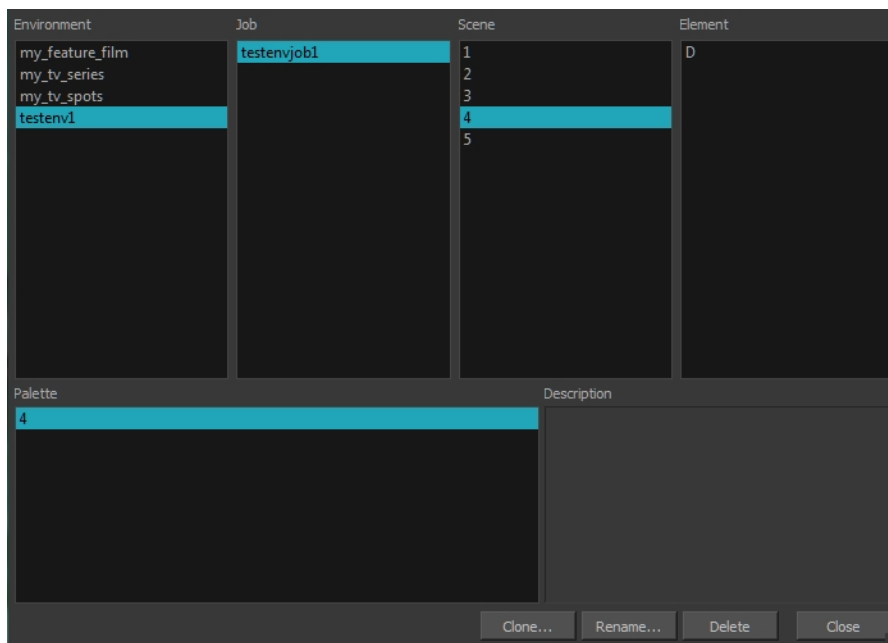 Environment
Job
Scene
Element
my_feature_film
my_tv_series
my_tv_spots
testenv1
testenvjob1
1
2
3
4
5
D
Palette
4
Description
Clone...
Rename...
Delete
Close